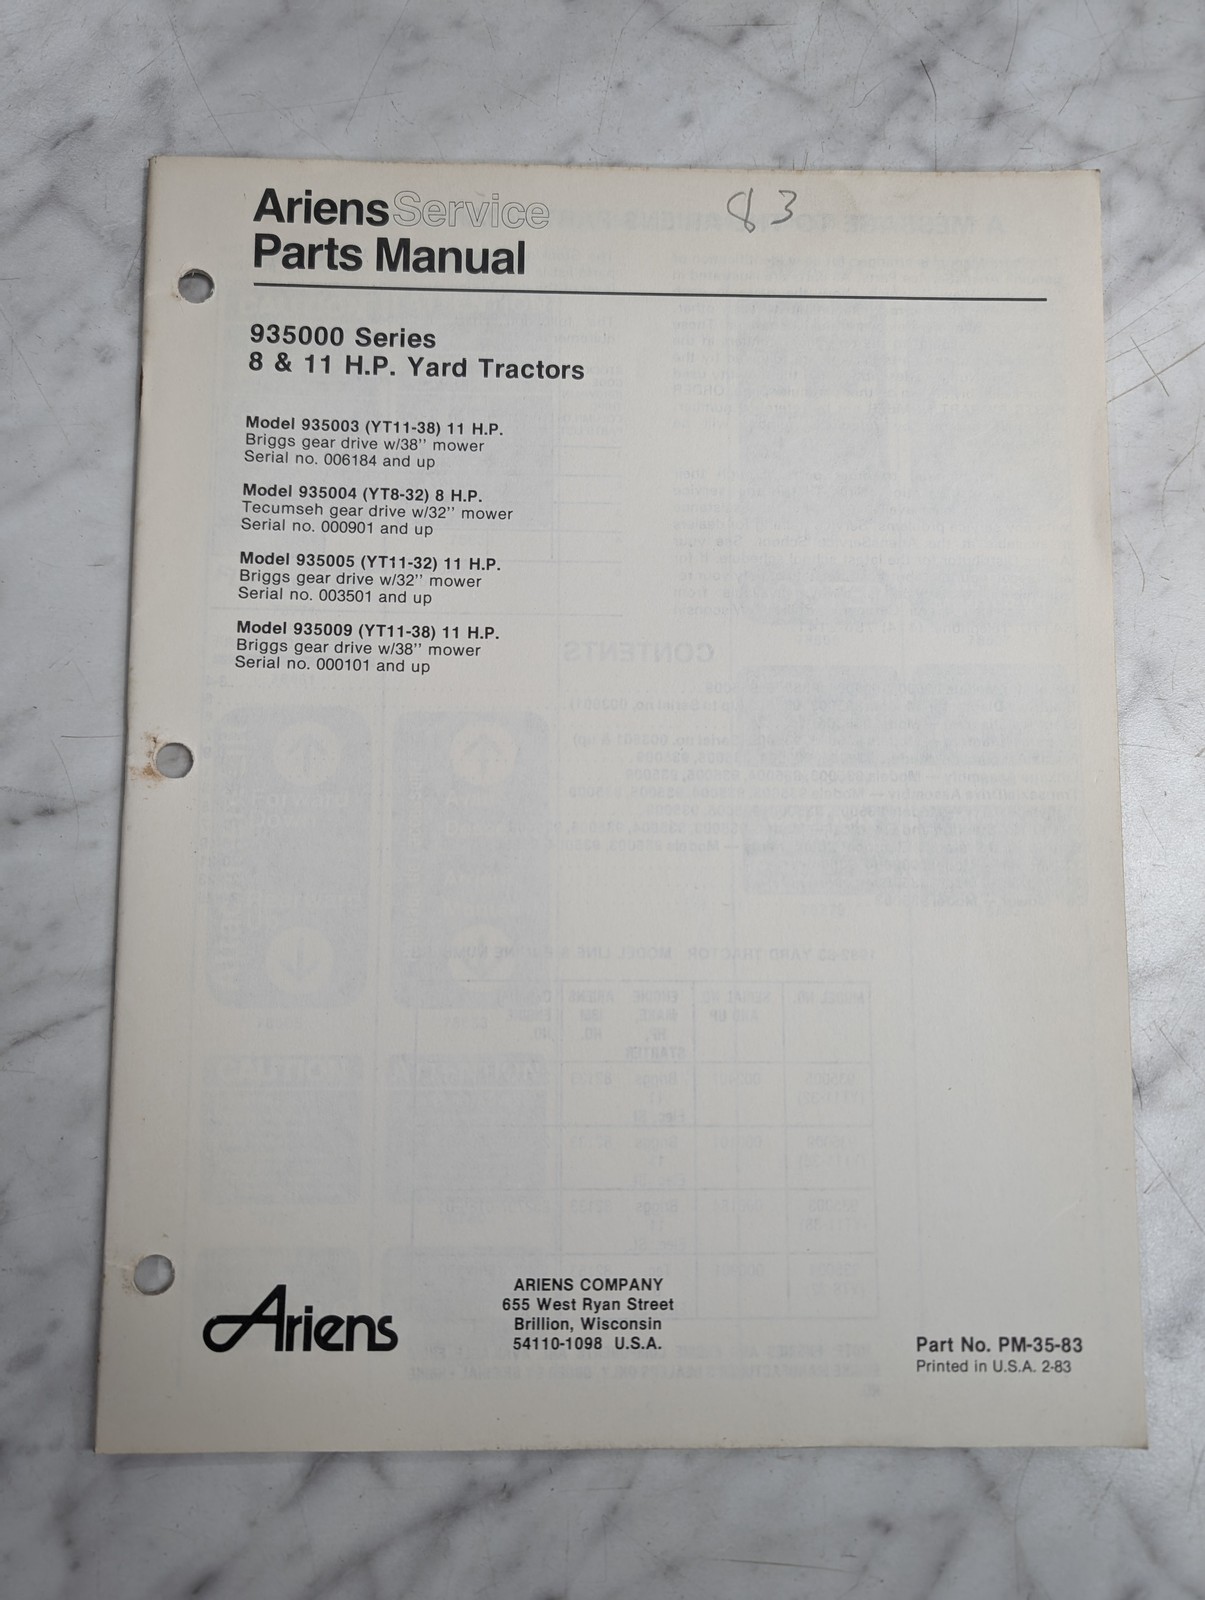 83
Ariens Service
Parts Manual
935000 Series
8 & 11 H.P. Yard Tractors
Model 935003 (YT11-38) 11 H.P.
Briggs gear drive w/38" mower
Serial no. 006184 and up
Model 935004 (YT8-32) 8 H.P.
Tecumseh gear drive w/32" mower
Serial no. 000901 and up
Model 935005 (YT11-32) 11 H.P.
Briggs gear drive w/32" mower
Serial no. 003501 and up
Model 935009 (YT11-38) 11 H.P.
Briggs gear drive w/38" mower
Serial no. 000101 and up
Ariens
ARIENS COMPANY
655 West Ryan Street
Brillion, Wisconsin
54110-1098 U.S.A.
Part No. PM-35-83
Printed in U.S.A. 2-83